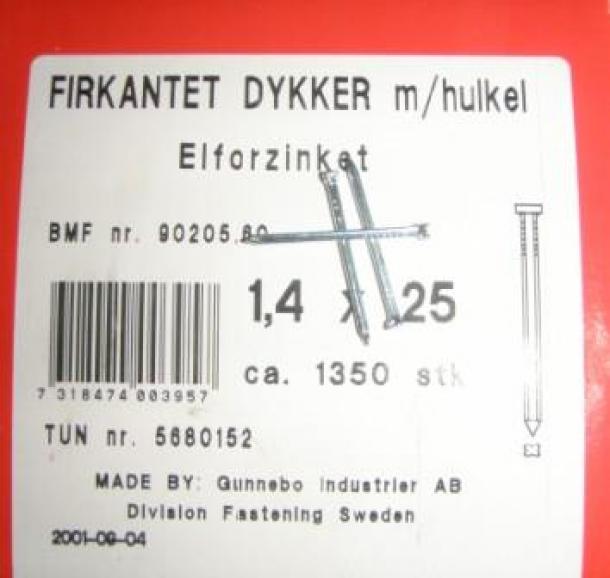 FIRKANTET DYKKER m/hulkel
Elforzinket
BMF nr. 90205.60
1,4 x 25
ca. 1350 stk
7 318474 003957
TUN nr. 5680152
MADE BY: Gunnebo Industrier AB
Division Fastening Sweden
2001-09-04